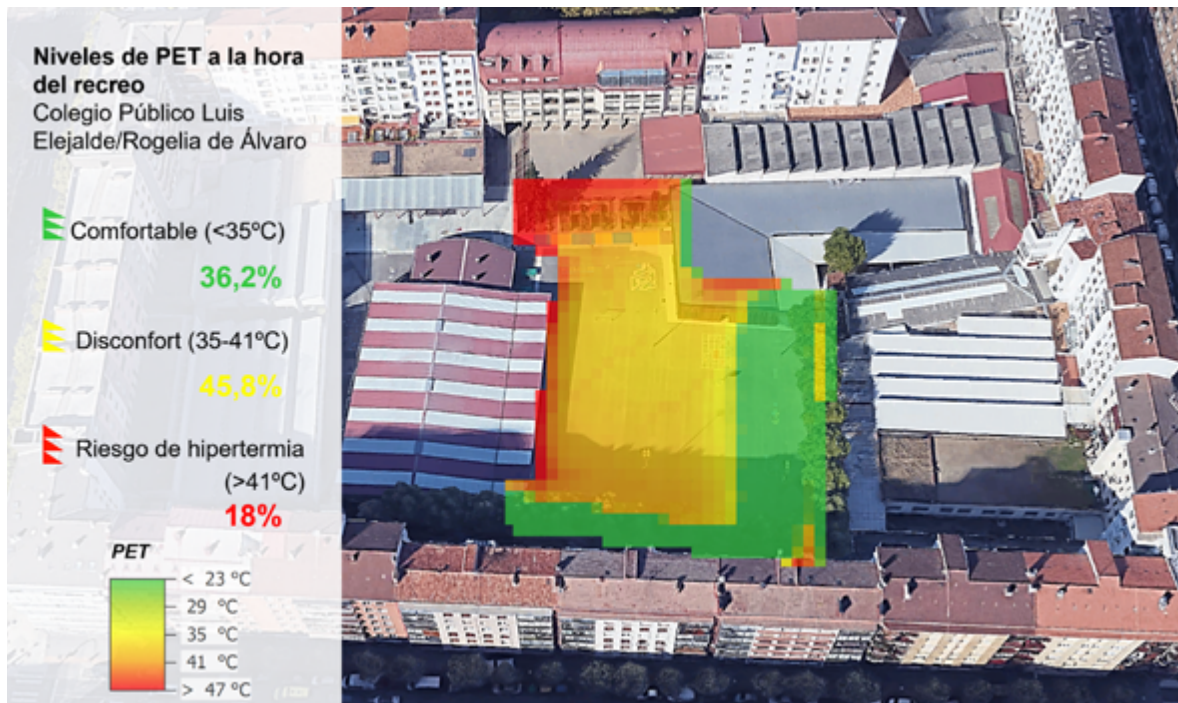 Niveles de PET a la hora
del recreo
Colegio Público Luis
Elejalde/Rogelia de Álvaro
Comfortable (<35ºC)
36,2%
Disconfort (35-41ºC)
45,8%
Riesgo de hipertermia
(>41ºC)
18%
PET
< 23 ºC
29 ºC
35 ºC
41 ºC
> 47 ºC